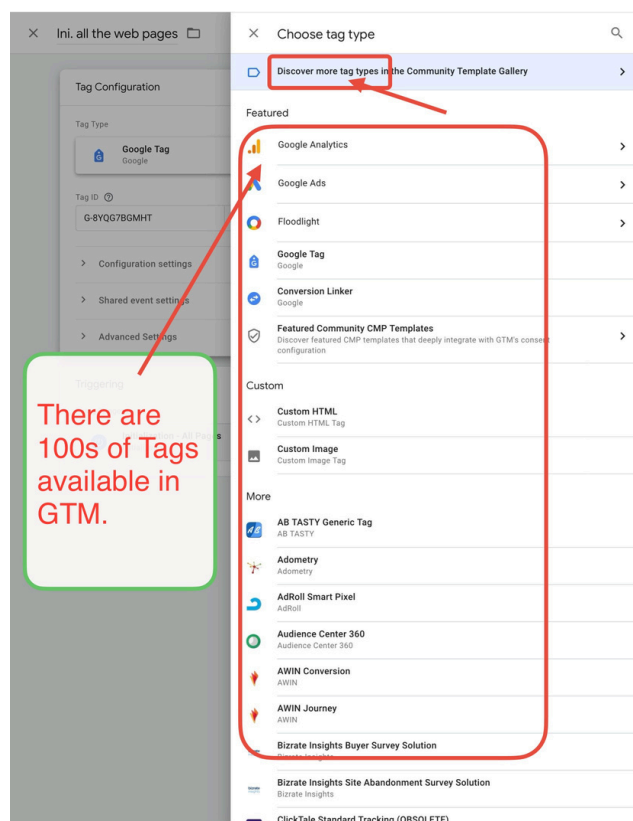 Ini. all the web pages
Tag Configuration
Tag Type
Google Tag
Google
Tag ID
G-8YQG7BGMHT
Configuration settings
Shared event settings
Advanced Settings
Triggering
There are
100s of Tags
available in
GTM.
Choose tag type
Discover more tag types in the Community Template Gallery
Featured
Google Analytics
Google Ads
Floodlight
Google Tag
Google
Conversion Linker
Google
Featured Community CMP Templates
Discover featured CMP templates that deeply integrate with GTM's consent
configuration
Custom
Custom HTML
Custom HTML Tag
Custom Image
Custom Image Tag
More
AB TASTY Generic Tag
AB TASTY
Adometry
Adometry
AdRoll Smart Pixel
AdRoll
Audience Center 360
Audience Center 360
AWIN Conversion
AWIN
AWIN Journey
AWIN
Bizrate Insights Buyer Survey Solution
Bizrate Insights
Bizrate Insights Site Abandonment Survey Solution
Bizrate Insights
ClickTale Standard Tracking (OBSOLETE)